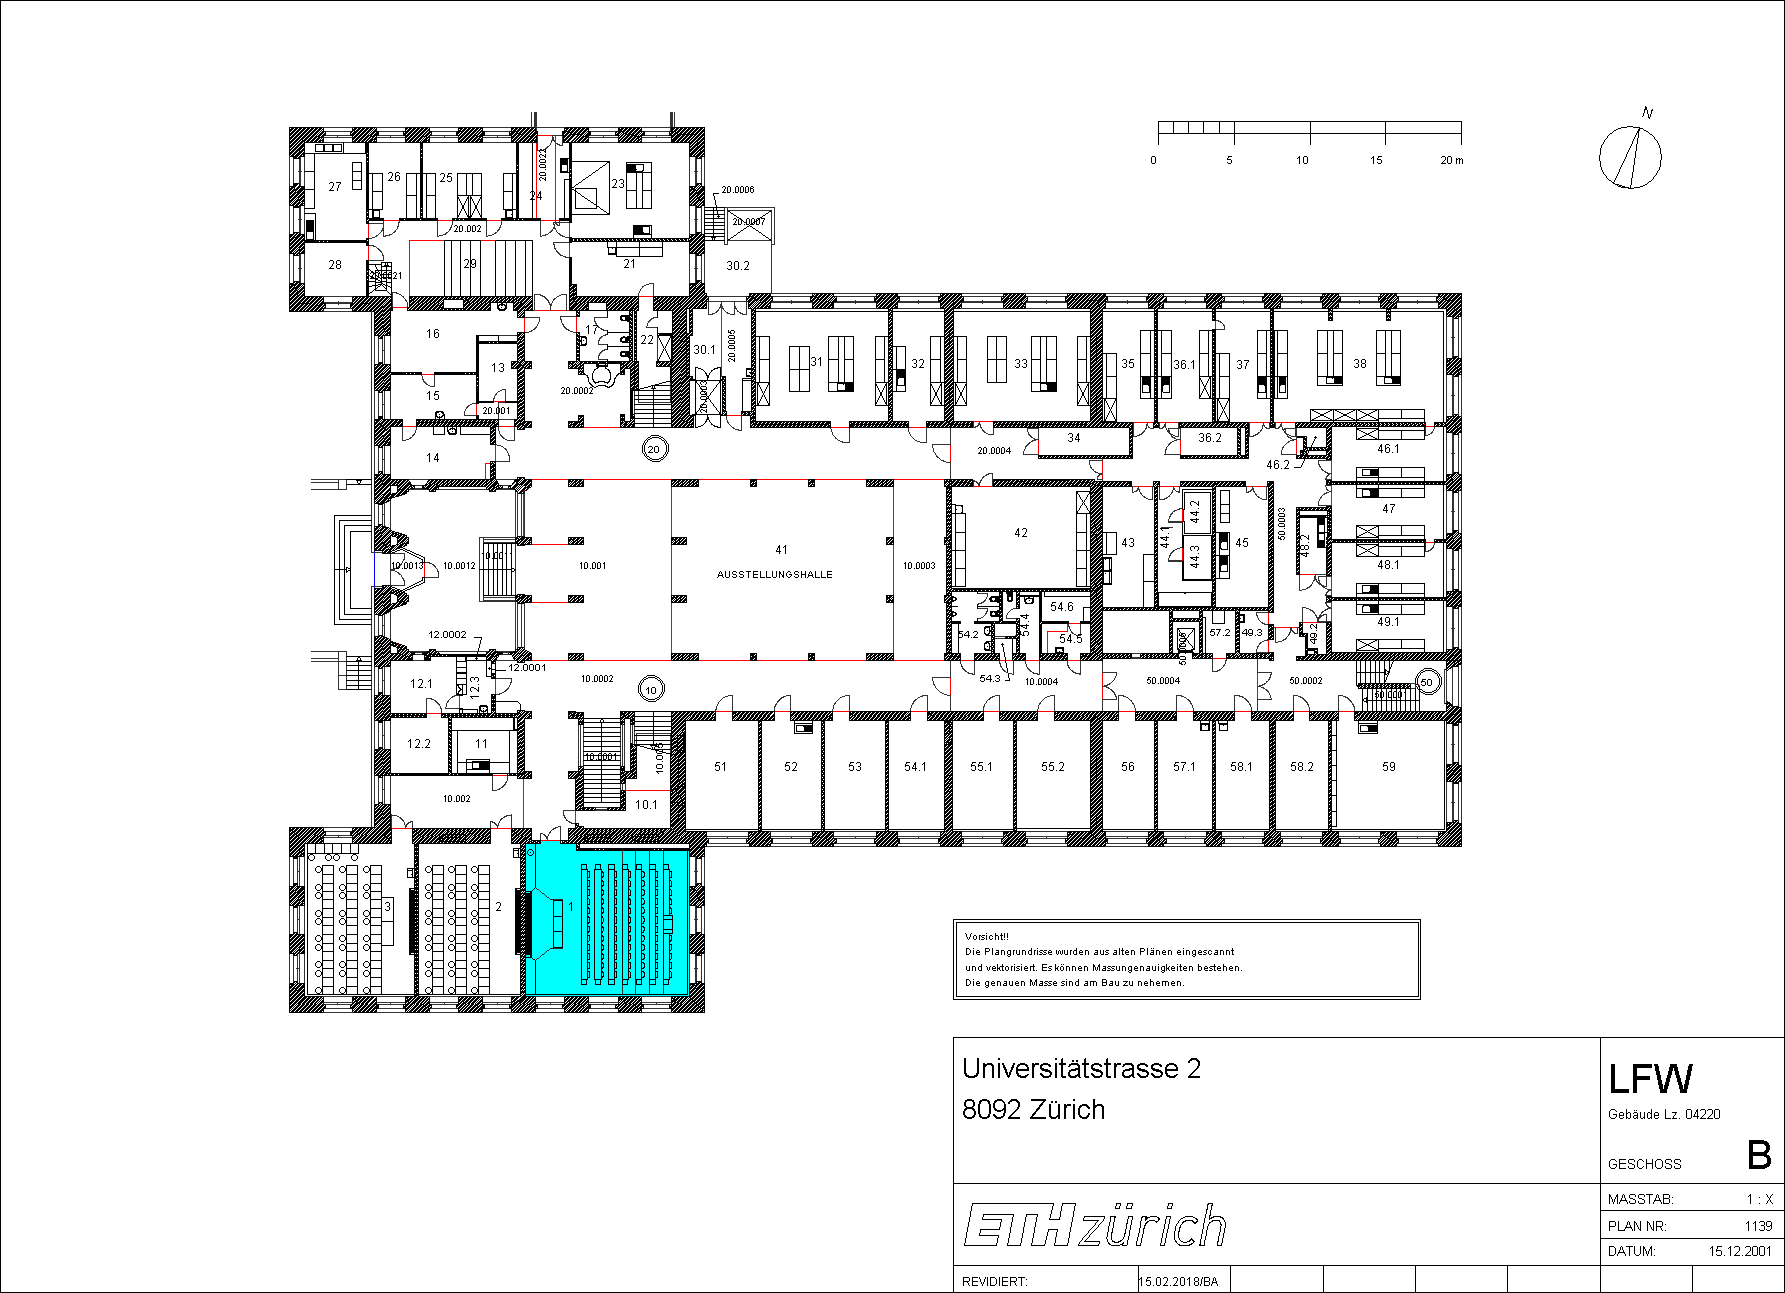 N
0 5 10 15 20 m
20.0022
27 26 25 24 23
20.0006
20.002
20.0007
28 29 21 30.2
16 17 22 30.1 20.0005
13 31 32 33 35 36.1 37 38
15 20.001 20.0002 20.0003
14 20 20.0004 34 36.2 46.1
46.2
10.0013 10.0012 10.001 41 10.0003 42 43 44.1 44.2 45 50.0003 47
AUSSTELLUNGSHALLE
44.3 48.2 48.1
54.6
12.0002 54.2 54.4 54.5 57.2 49.3 49.2 49.1
12.0001
12.1 12.3 10.0002 10 54.3 10.0004 50.0004 50.0002 50
50.001
12.2 11 10.0001 10.005 51 52 53 54.1 55.1 55.2 56 57.1 58.1 58.2 59
10.002 10.1
3 2 1
Vorsicht!!
Die Plangrundrisse wurden aus alten Plänen eingescannt
und vektorisiert. Es können Massungenauigkeiten bestehen.
Die genauen Masse sind am Bau zu nehemen.
Universitätstrasse 2
8092 Zürich
LFW
Gebäude Lz. 04220
GESCHOSS B
ETH zürich
MASSTAB: 1 : X
PLAN NR: 1139
DATUM: 15.12.2001
REVIDIERT: 15.02.2018/BA